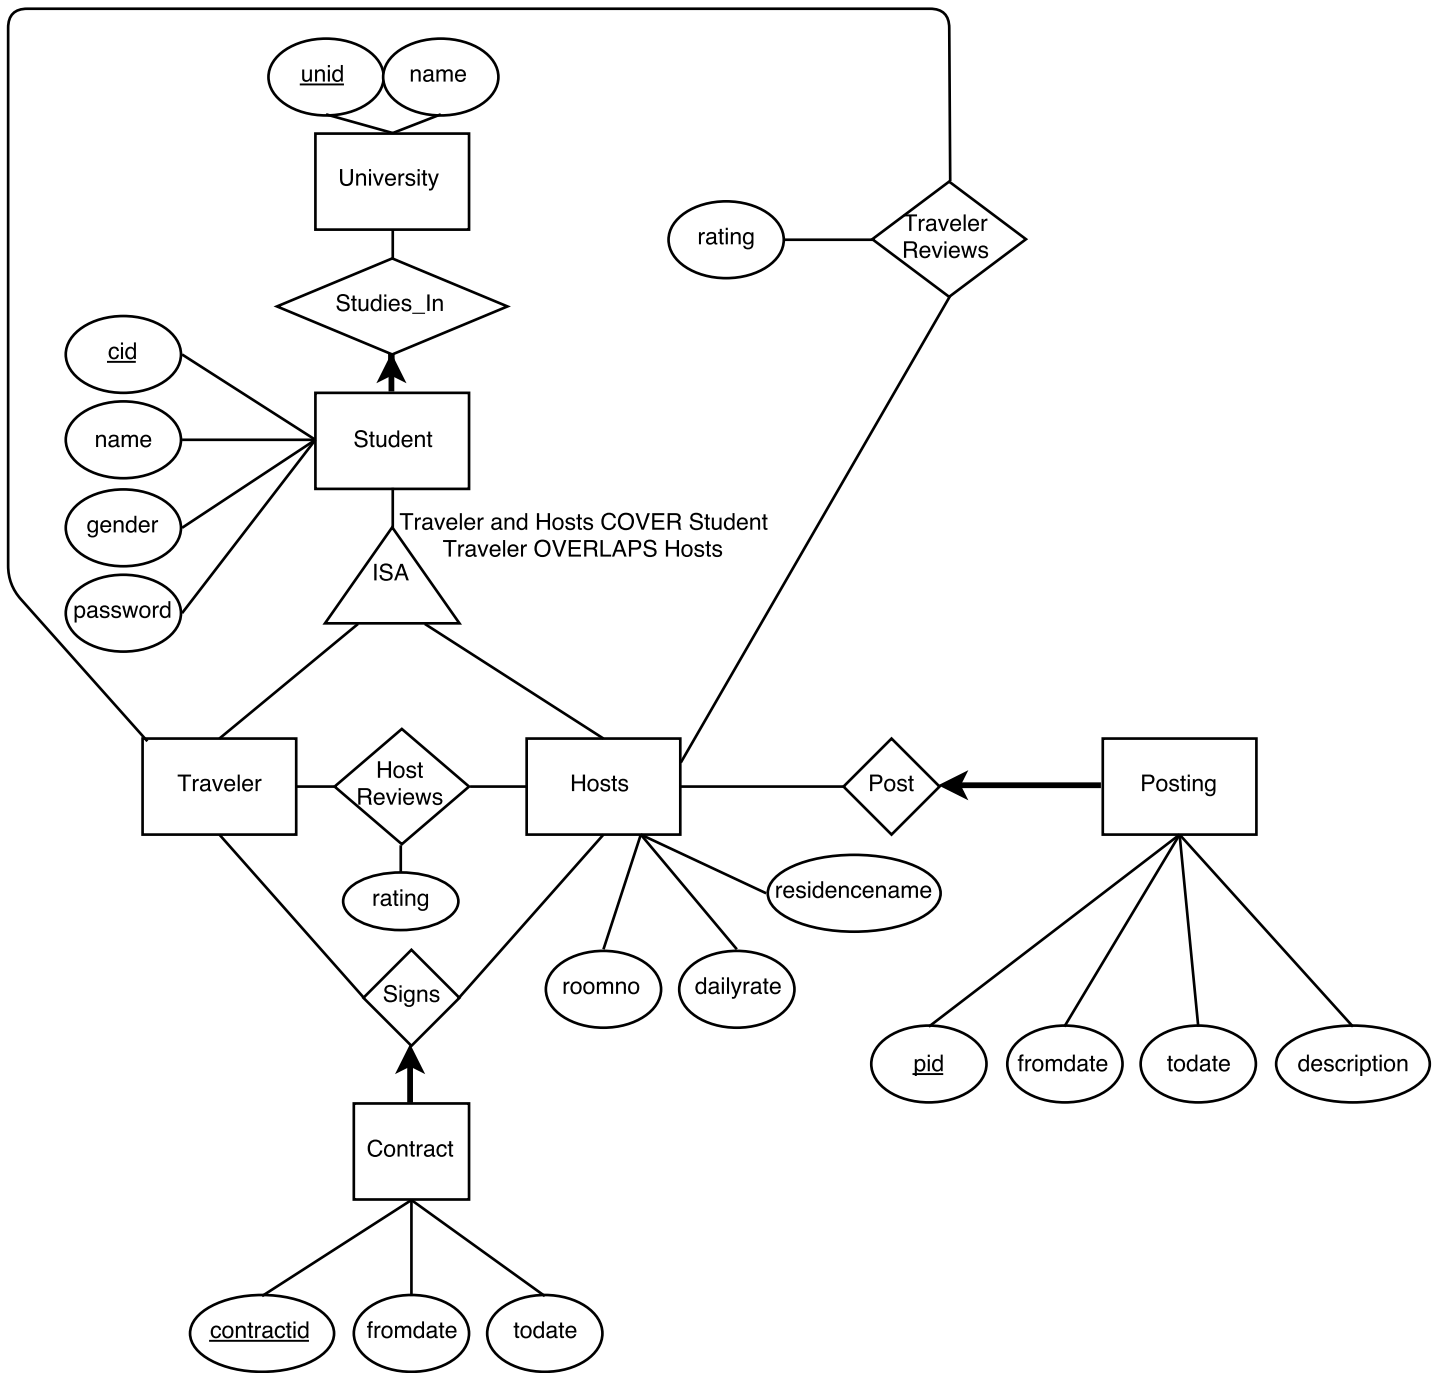 unid
name
University
Traveler
Reviews
rating
Studies_In
cid
name
Student
gender
Traveler and Hosts COVER Student
Traveler OVERLAPS Hosts
ISA
password
Traveler
Host
Reviews
Hosts
Post
Posting
rating
residencename
Signs
roomno
dailyrate
pid
fromdate
todate
description
Contract
contractid
fromdate
todate